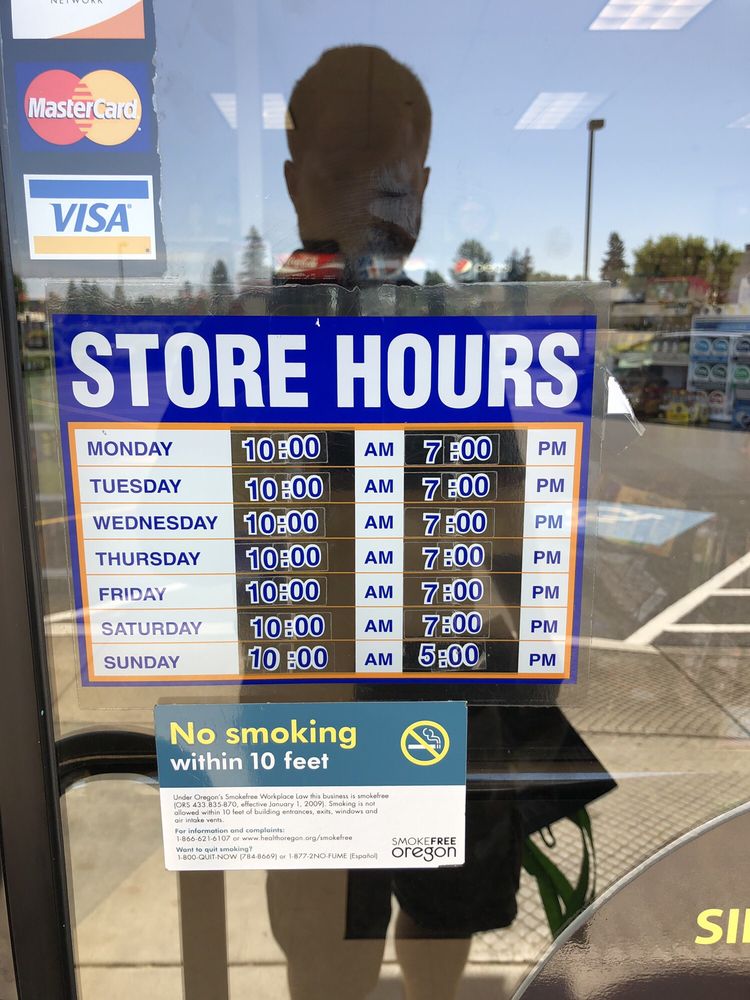 NETWORK
MasterCard
VISA
STORE HOURS
MONDAY 10:00 AM 7:00 PM
TUESDAY 10:00 AM 7:00 PM
WEDNESDAY 10:00 AM 7:00 PM
THURSDAY 10:00 AM 7:00 PM
FRIDAY 10:00 AM 7:00 PM
SATURDAY 10:00 AM 7:00 PM
SUNDAY 10:00 AM 5:00 PM
No smoking
within 10 feet
Under Oregon's Smokefree Workplace Law this business is smokefree
(ORS 433.835-870, effective January 1, 2009). Smoking is not
allowed within 10 feet of building entrances, exits, windows and
air intake vents.
For information and complaints:
1-866-621-6107 or www.healthoregon.org/smokefree
Want to quit smoking?
1-800-QUIT-NOW (784-8669) or 1-877-2NO-FUME (Español)
SMOKEFREE
oregon